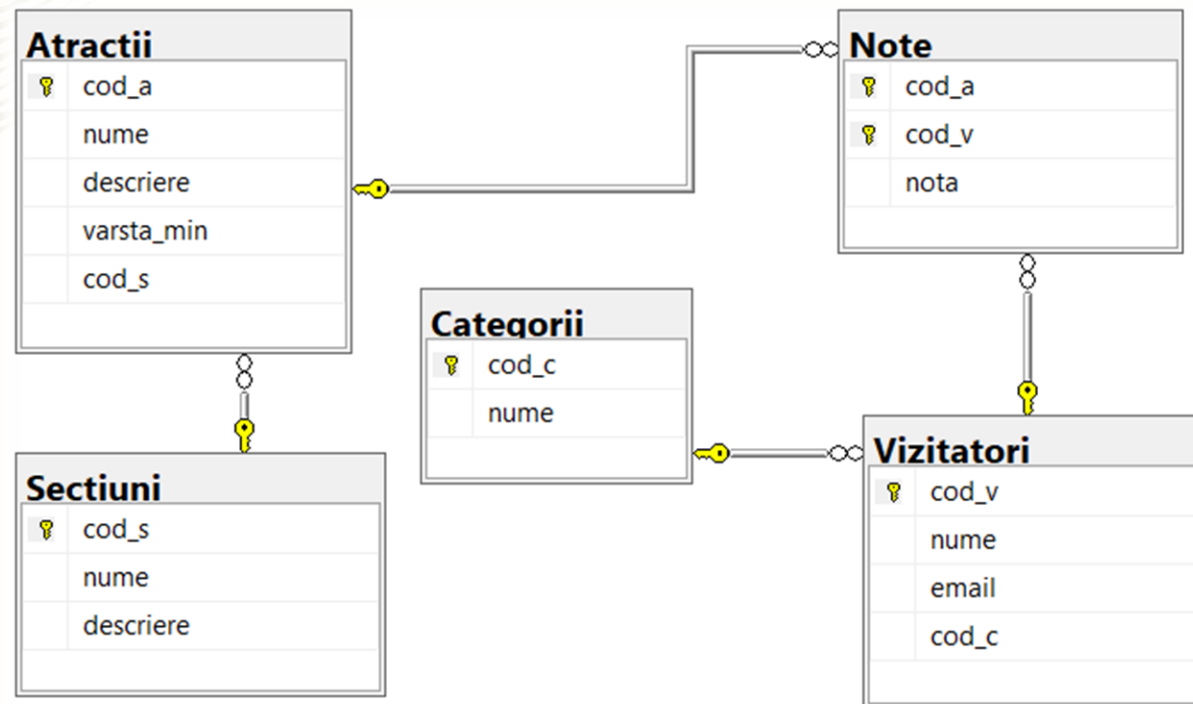 Atractii
cod_a
nume
descriere
varsta_min
cod_s
Note
cod_a
cod_v
nota
Categorii
cod_c
nume
Sectiuni
cod_s
nume
descriere
Vizitatori
cod_v
nume
email
cod_c